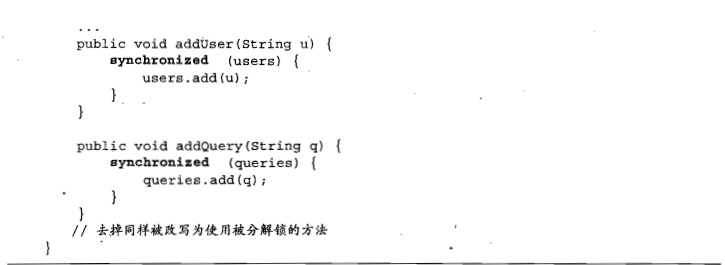 ...
public void addUser(String u) {
synchronized (users) {
users.add(u);
}
}
public void addQuery(String q) {
synchronized (queries) {
queries.add(q);
}
}
// 去掉同样被改写为使用被分解锁的方法
}